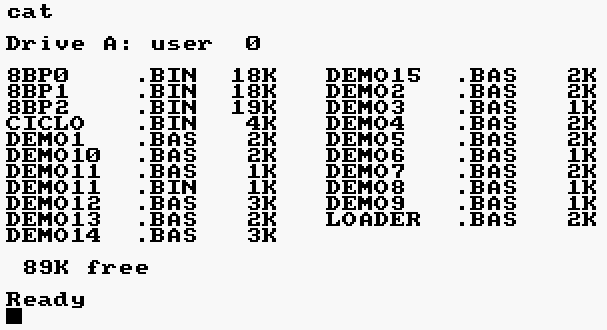 cat
Drive A: user  0
8BP0    .BIN  18K   DEMO15  .BAS   2K
8BP1    .BIN  18K   DEMO2   .BAS   2K
8BP2    .BIN  19K   DEMO3   .BAS   1K
CICLO   .BIN   4K   DEMO4   .BAS   2K
DEMO1   .BAS   2K   DEMO5   .BAS   2K
DEMO10  .BAS   2K   DEMO6   .BAS   1K
DEMO11  .BAS   1K   DEMO7   .BAS   2K
DEMO11  .BIN   1K   DEMO8   .BAS   1K
DEMO12  .BAS   3K   DEMO9   .BAS   1K
DEMO13  .BAS   2K   LOADER  .BAS   2K
DEMO14  .BAS   3K
89K free
Ready